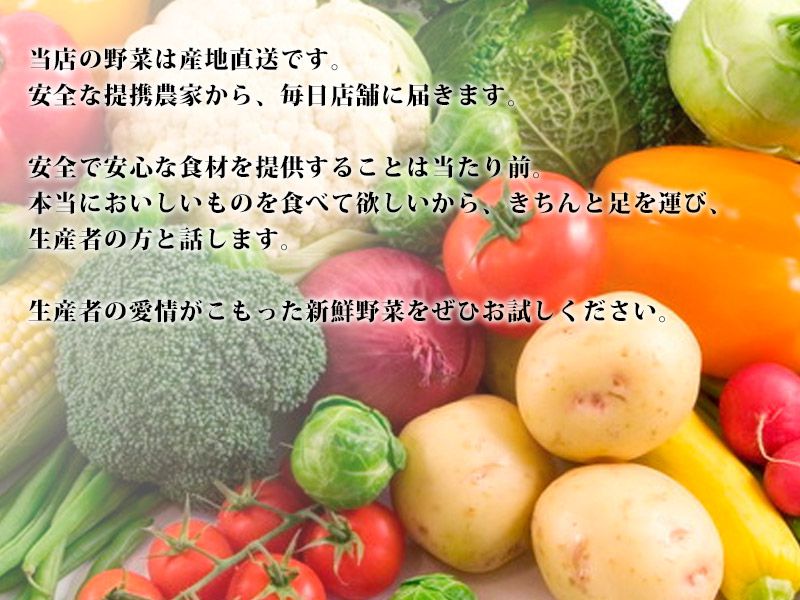 当店の野菜は産地直送です。
安全な提携農家から、毎日店舗に届きます。
安全で安心な食材を提供することは当たり前。
本当においしいものを食べて欲しいから、きちんと足を運び、
生産者の方と話します。
生産者の愛情がこもった新鮮野菜をぜひお試しください。